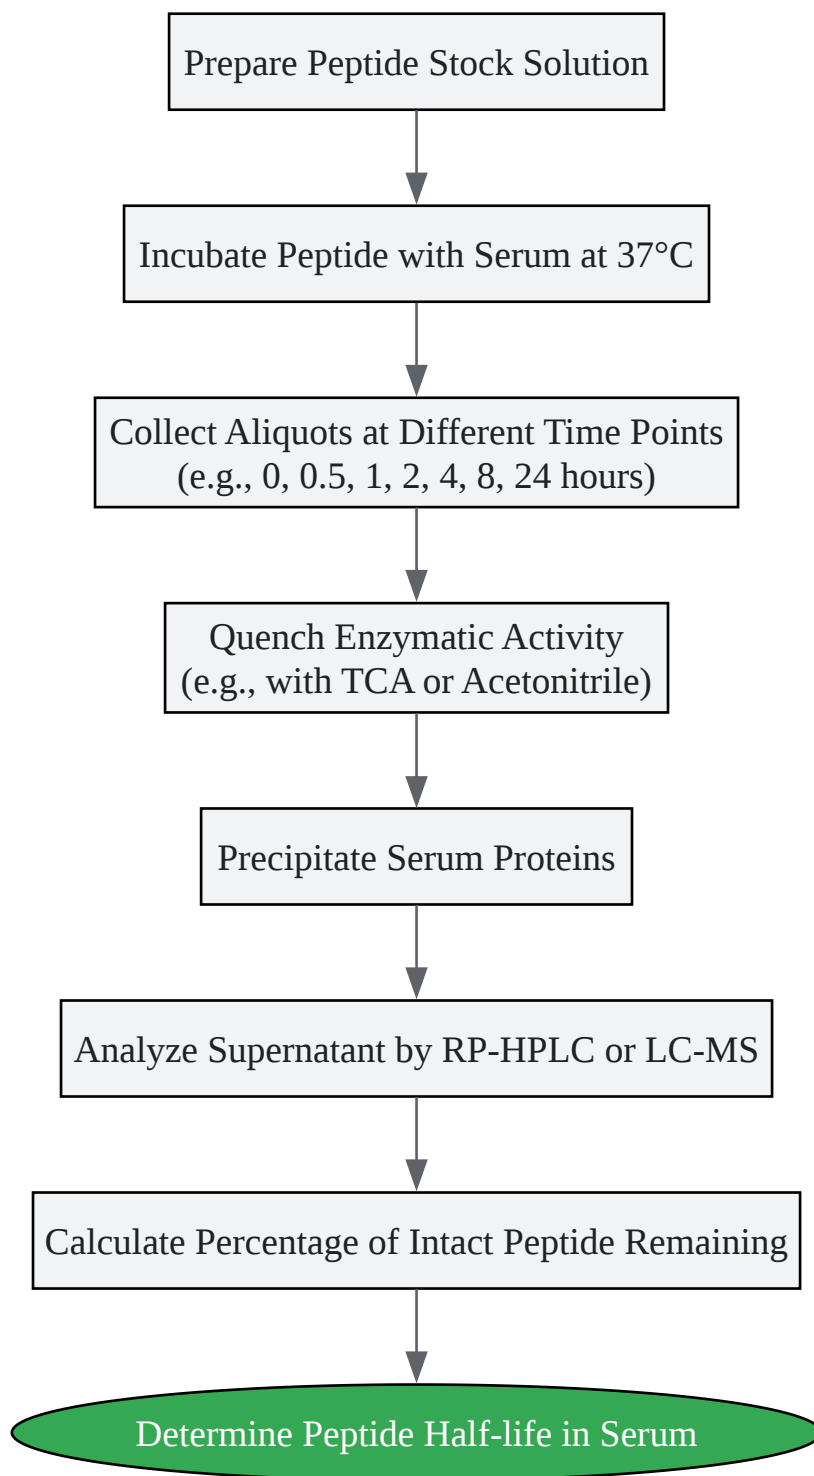 Prepare Peptide Stock Solution
Incubate Peptide with Serum at 37°C
Collect Aliquots at Different Time Points
(e.g., 0, 0.5, 1, 2, 4, 8, 24 hours)
Quench Enzymatic Activity
(e.g., with TCA or Acetonitrile)
Precipitate Serum Proteins
Analyze Supernatant by RP-HPLC or LC-MS
Calculate Percentage of Intact Peptide Remaining
Determine Peptide Half-life in Serum